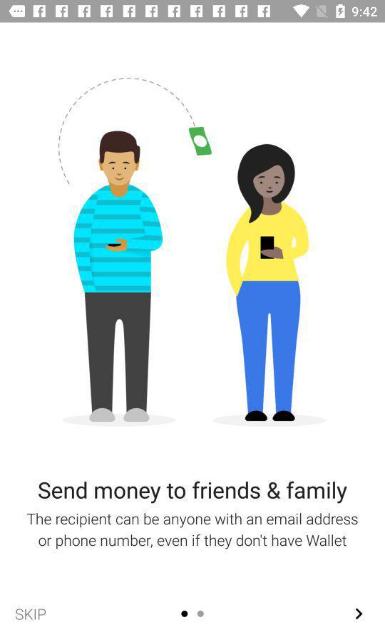 9:42
Send money to friends & family
The recipient can be anyone with an email address
or phone number, even if they don't have Wallet
SKIP